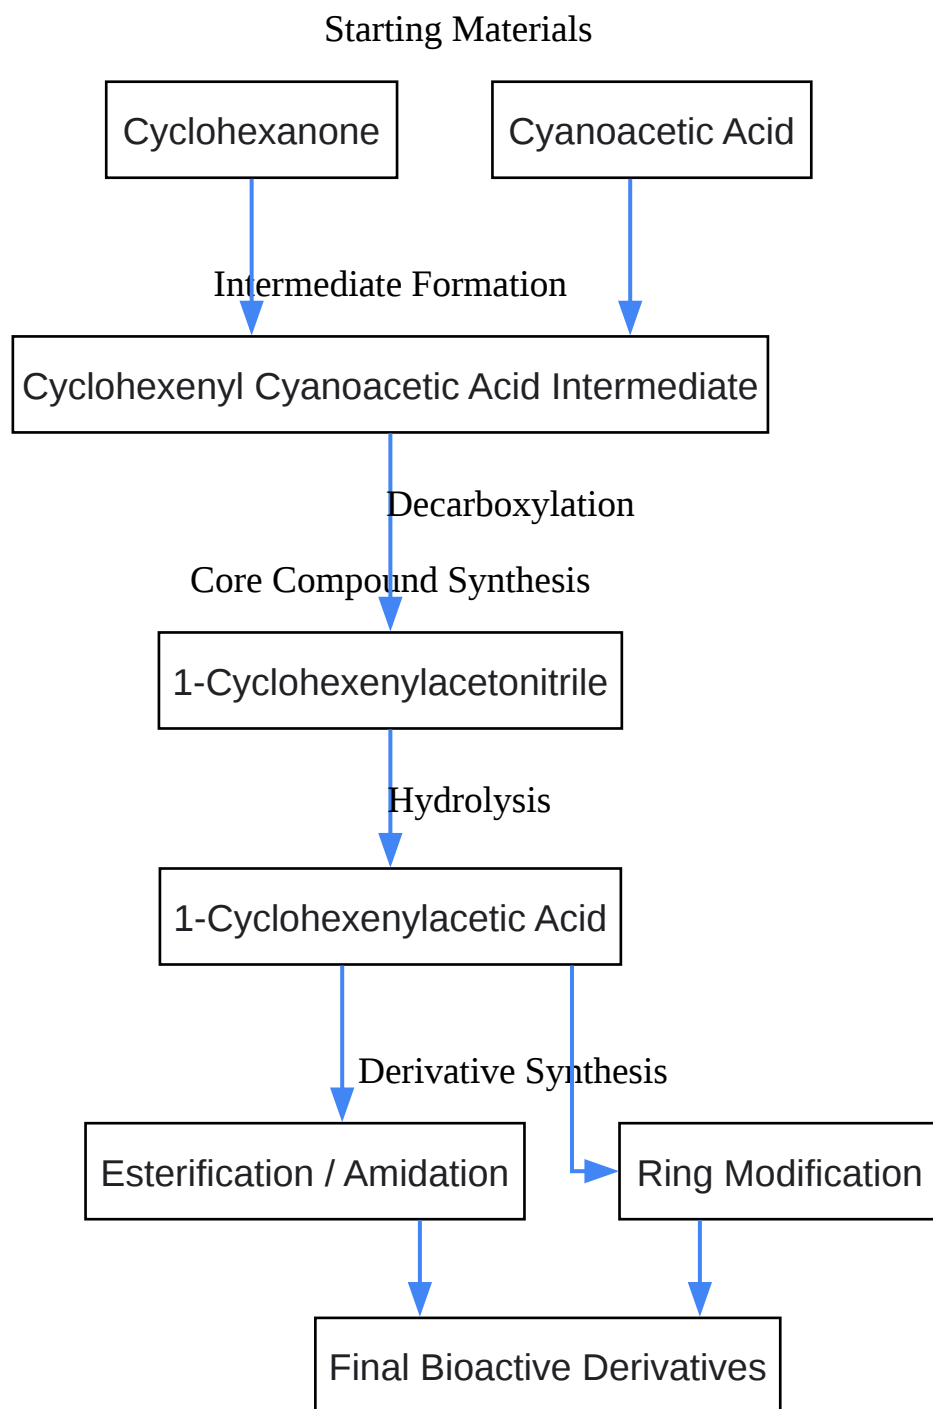 Starting Materials
Cyclohexanone
Cyanoacetic Acid
Intermediate Formation
Cyclohexenyl Cyanoacetic Acid Intermediate
Decarboxylation
Core Compound Synthesis
1-Cyclohexenylacetonitrile
Hydrolysis
1-Cyclohexenylacetic Acid
Derivative Synthesis
Esterification / Amidation
Ring Modification
Final Bioactive Derivatives